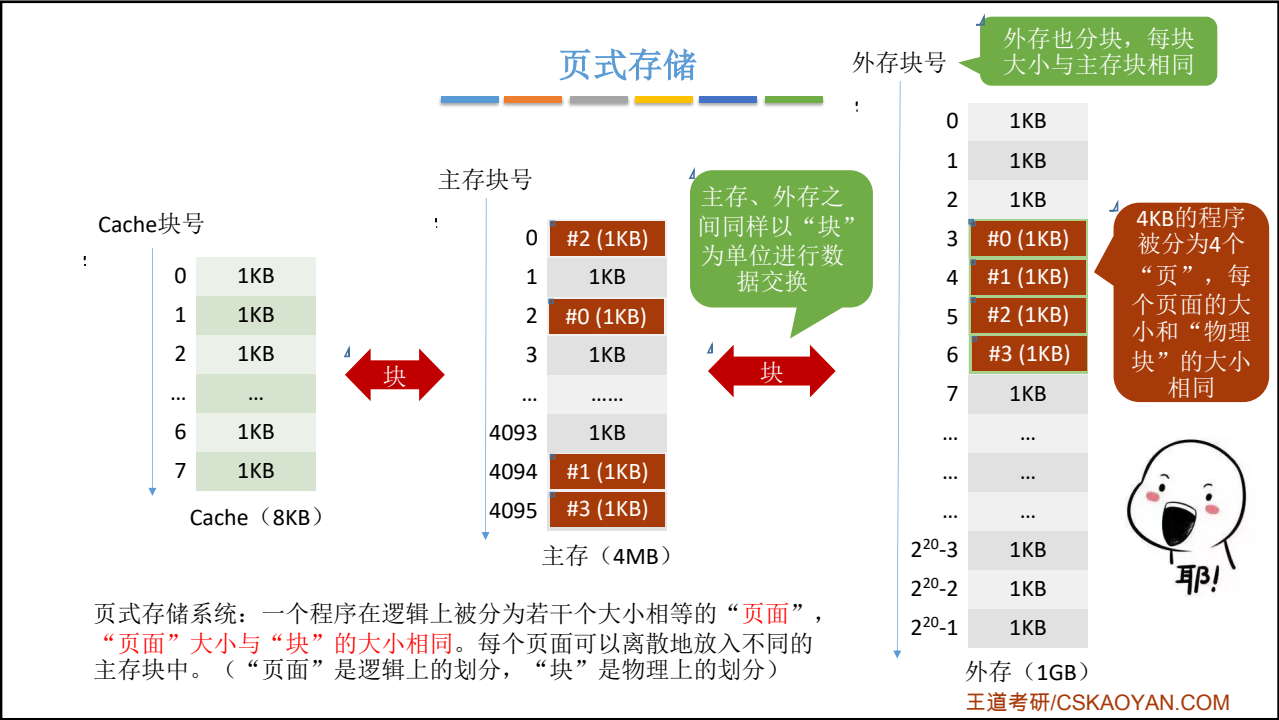 页式存储
外存块号
外存也分块，每块
大小与主存块相同
Cache块号
0 1KB
1 1KB
2 1KB
... ...
6 1KB
7 1KB
Cache（8KB）
块
主存块号
0 #2 (1KB)
1 1KB
2 #0 (1KB)
3 1KB
... ......
4093 1KB
4094 #1 (1KB)
4095 #3 (1KB)
主存（4MB）
主存、外存之
间同样以“块”
为单位进行数
据交换
块
0 1KB
1 1KB
2 1KB
3 #0 (1KB)
4 #1 (1KB)
5 #2 (1KB)
6 #3 (1KB)
7 1KB
... ...
... ...
... ...
2²⁰-3 1KB
2²⁰-2 1KB
2²⁰-1 1KB
外存（1GB）
4KB的程序
被分为4个
“页”，每
个页面的大
小和“物理
块”的大小
相同
耶!
页式存储系统：一个程序在逻辑上被分为若干个大小相等的“页面”，
“页面”大小与“块”的大小相同。每个页面可以离散地放入不同的
主存块中。（“页面”是逻辑上的划分，“块”是物理上的划分）
王道考研/CSKAOYAN.COM